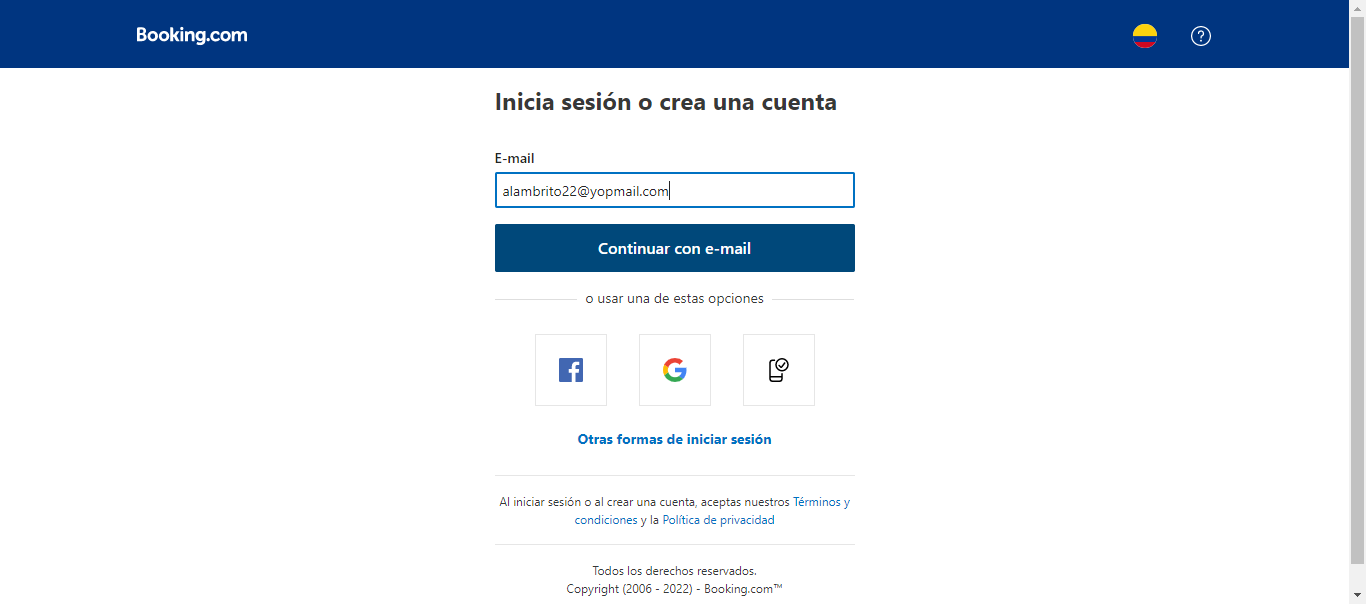 Booking.com
Inicia sesión o crea una cuenta
E-mail
alambrito22@yopmail.com
Continuar con e-mail
o usar una de estas opciones
Otras formas de iniciar sesión
Al iniciar sesión o al crear una cuenta, aceptas nuestros Términos y
condiciones y la Política de privacidad
Todos los derechos reservados.
Copyright (2006 - 2022) - Booking.com™